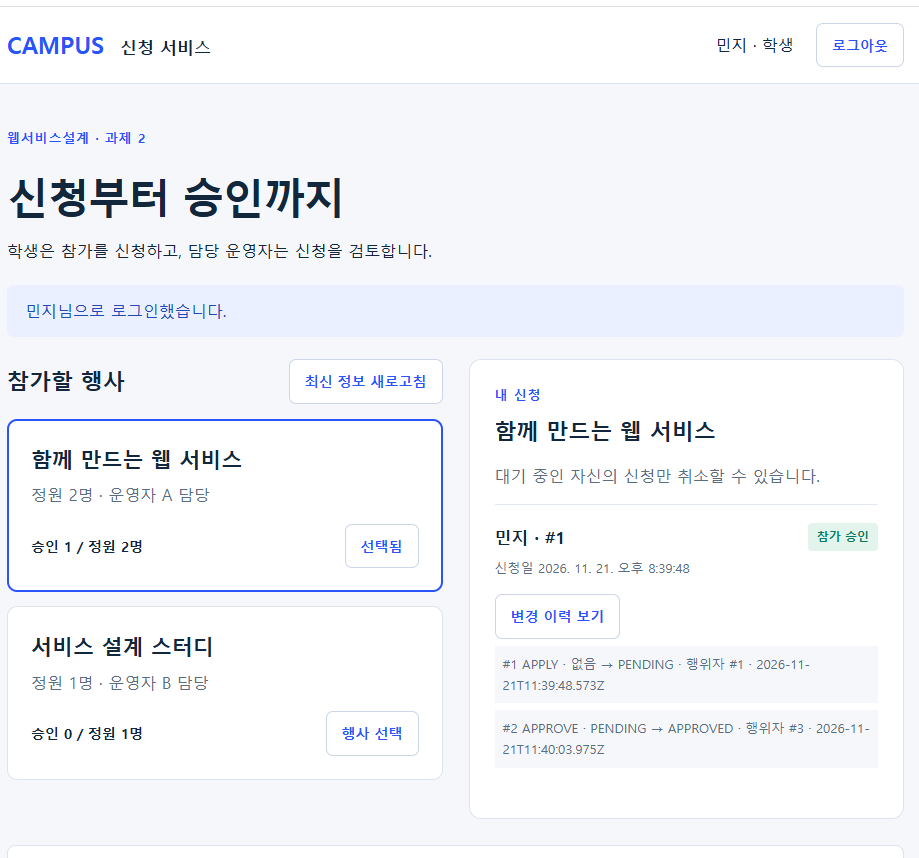 CAMPUS 신청 서비스
민지 · 학생
로그아웃
웹서비스설계 · 과제 2
신청부터 승인까지
학생은 참가를 신청하고, 담당 운영자는 신청을 검토합니다.
민지님으로 로그인했습니다.
참가할 행사
최신 정보 새로고침
함께 만드는 웹 서비스
정원 2명 · 운영자 A 담당
승인 1 / 정원 2명
선택됨
서비스 설계 스터디
정원 1명 · 운영자 B 담당
승인 0 / 정원 1명
행사 선택
내 신청
함께 만드는 웹 서비스
대기 중인 자신의 신청만 취소할 수 있습니다.
민지 · #1
참가 승인
신청일 2026. 11. 21. 오후 8:39:48
변경 이력 보기
#1 APPLY · 없음 → PENDING · 행위자 #1 · 2026-11-
21T11:39:48.573Z
#2 APPROVE · PENDING → APPROVED · 행위자 #3 · 2026-11-
21T11:40:03.975Z